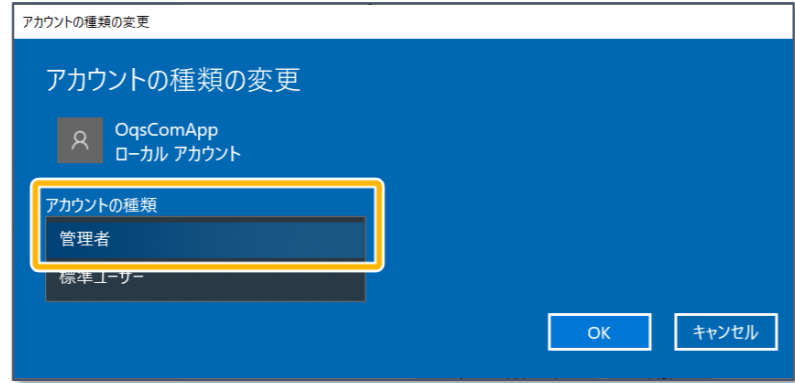 アカウントの種類の変更
アカウントの種類の変更
OqsComApp
ローカル アカウント
アカウントの種類
管理者
標準ユーザー
OK
キャンセル